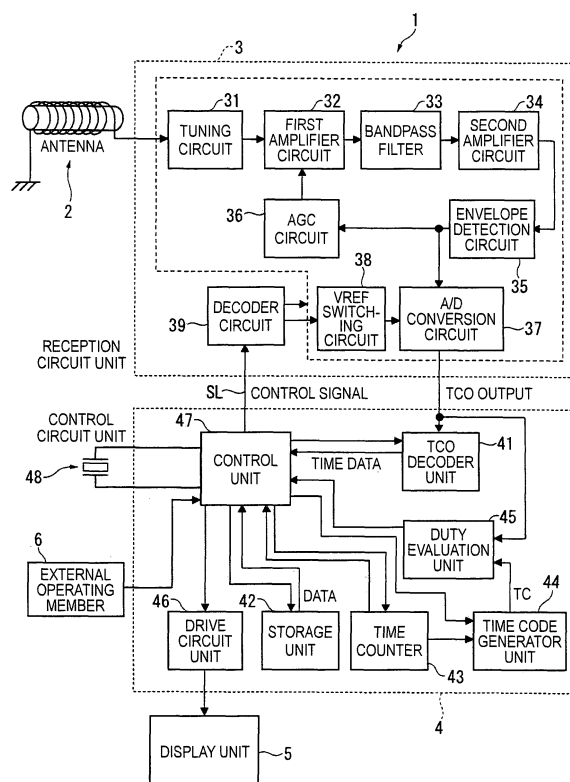 1
3
31
32
33
34
TUNING
CIRCUIT
FIRST
AMPLIFIER
CIRCUIT
BANDPASS
FILTER
SECOND
AMPLIFIER
CIRCUIT
ANTENNA
2
36
AGC
CIRCUIT
ENVELOPE
DETECTION
CIRCUIT
35
38
39
DECODER
CIRCUIT
VREF
SWITCH-
ING
CIRCUIT
A/D
CONVERSION
CIRCUIT
37
RECEPTION
CIRCUIT UNIT
SL
CONTROL SIGNAL
TCO OUTPUT
CONTROL
CIRCUIT UNIT
47
48
CONTROL
UNIT
TIME DATA
TCO
DECODER
UNIT
41
45
DUTY
EVALUATION
UNIT
6
EXTERNAL
OPERATING
MEMBER
46
42
DATA
TC
44
DRIVE
CIRCUIT
UNIT
STORAGE
UNIT
TIME
COUNTER
43
TIME CODE
GENERATOR
UNIT
4
DISPLAY UNIT
5